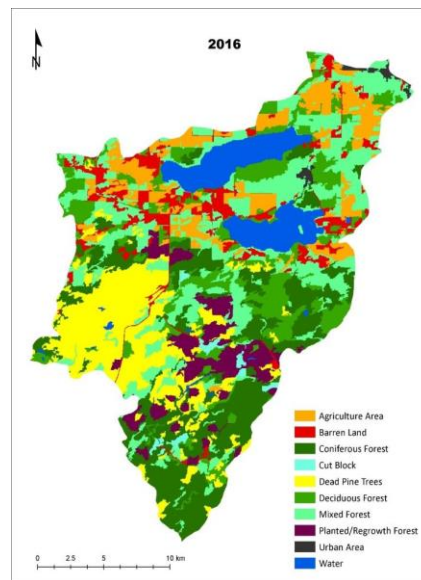 2016
N
Agriculture Area
Barren Land
Coniferous Forest
Cut Block
Dead Pine Trees
Deciduous Forest
Mixed Forest
Planted/Regrowth Forest
Urban Area
Water
0 2.5 5 10 km